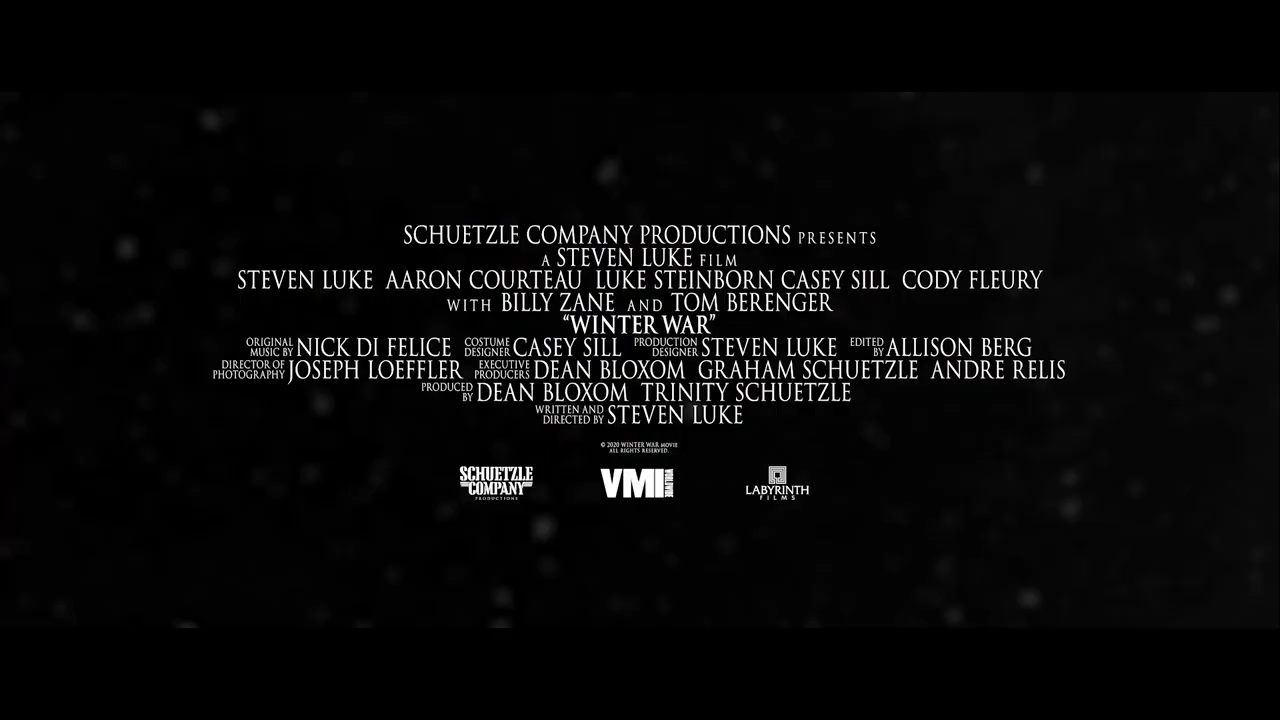 SCHUETZLE COMPANY PRODUCTIONS PRESENTS
A STEVEN LUKE FILM
STEVEN LUKE AARON COURTEAU LUKE STEINBORN CASEY SILL CODY FLEURY
WITH BILLY ZANE AND TOM BERENGER
“WINTER WAR”
ORIGINAL MUSIC BY NICK DI FELICE COSTUME DESIGNER CASEY SILL PRODUCTION DESIGNER STEVEN LUKE EDITED BY ALLISON BERG
DIRECTOR OF PHOTOGRAPHY JOSEPH LOEFFLER EXECUTIVE PRODUCERS DEAN BLOXOM GRAHAM SCHUETZLE ANDRE RELIS
PRODUCED BY DEAN BLOXOM TRINITY SCHUETZLE
WRITTEN AND DIRECTED BY STEVEN LUKE
© 2020 WINTER WAR MOVIE
ALL RIGHTS RESERVED.
SCHUETZLE COMPANY PRODUCTIONS
VMI WORLDWIDE
LABYRINTH FILMS